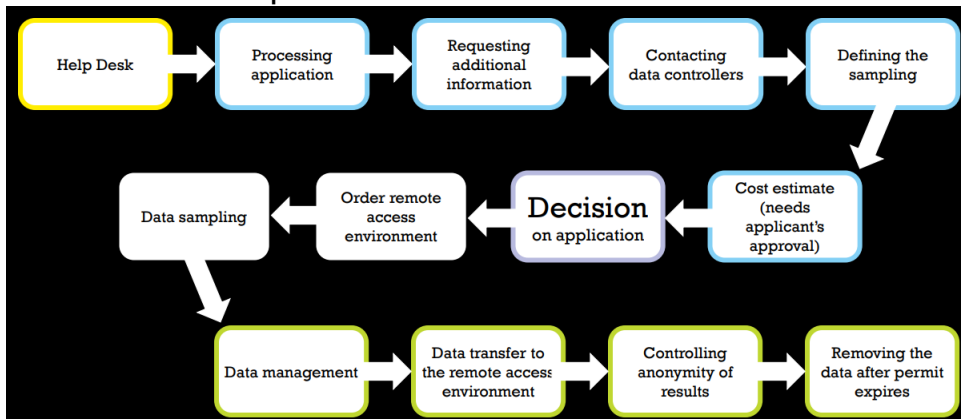 Help Desk
Processing
application
Requesting
additional
information
Contacting
data controllers
Defining the
sampling
Cost estimate
(needs
applicant's
approval)
Decision
on application
Order remote
access
environment
Data sampling
Data management
Data transfer to
the remote access
environment
Controlling
anonymity of
results
Removing the
data after permit
expires